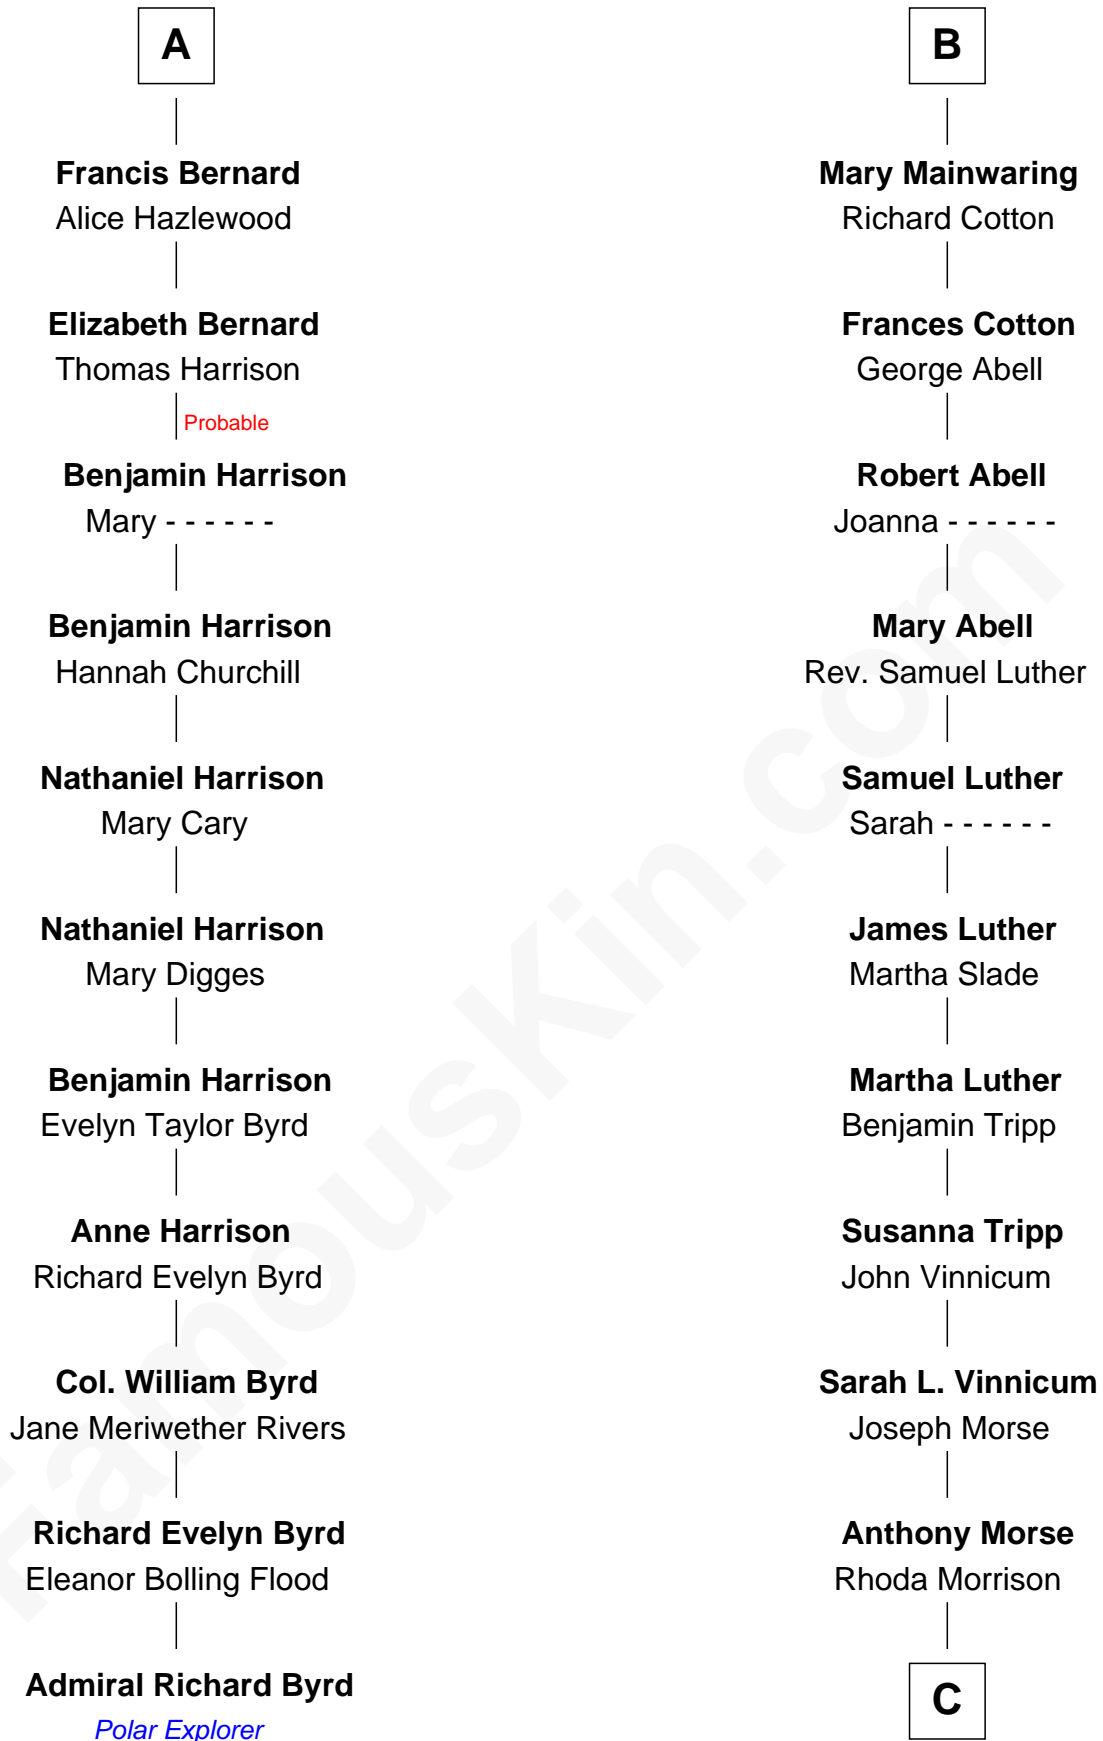 A
Francis Bernard
Alice Hazlewood
Elizabeth Bernard
Thomas Harrison
Probable
Benjamin Harrison
Mary - - - - - -
Benjamin Harrison
Hannah Churchill
Nathaniel Harrison
Mary Cary
Nathaniel Harrison
Mary Digges
Benjamin Harrison
Evelyn Taylor Byrd
Anne Harrison
Richard Evelyn Byrd
Col. William Byrd
Jane Meriwether Rivers
Richard Evelyn Byrd
Eleanor Bolling Flood
Admiral Richard Byrd
Polar Explorer
B
Mary Mainwaring
Richard Cotton
Frances Cotton
George Abell
Robert Abell
Joanna - - - - - -
Mary Abell
Rev. Samuel Luther
Samuel Luther
Sarah - - - - - -
James Luther
Martha Slade
Martha Luther
Benjamin Tripp
Susanna Tripp
John Vinnicum
Sarah L. Vinnicum
Joseph Morse
Anthony Morse
Rhoda Morrison
C
FamousKin.com